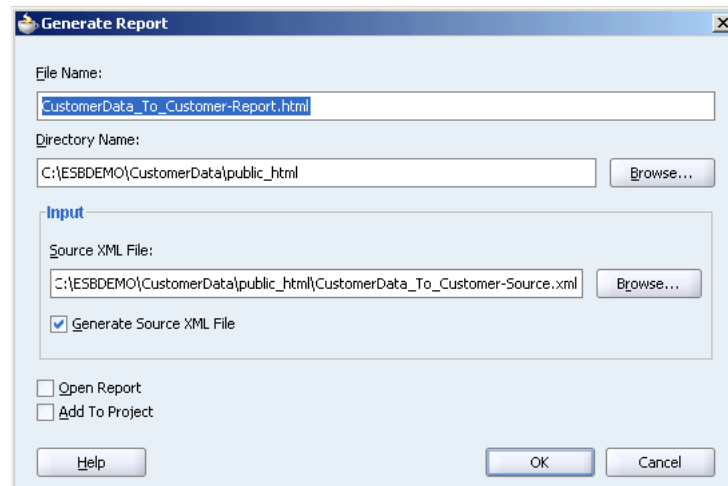 Generate Report
File Name:
CustomerData_To_Customer-Report.html
Directory Name:
C:\ESBDEMO\CustomerData\public_html
Browse...
Input
Source XML File:
C:\ESBDEMO\CustomerData\public_html\CustomerData_To_Customer-Source.xml
Browse...
Generate Source XML File
Open Report
Add To Project
Help
OK
Cancel